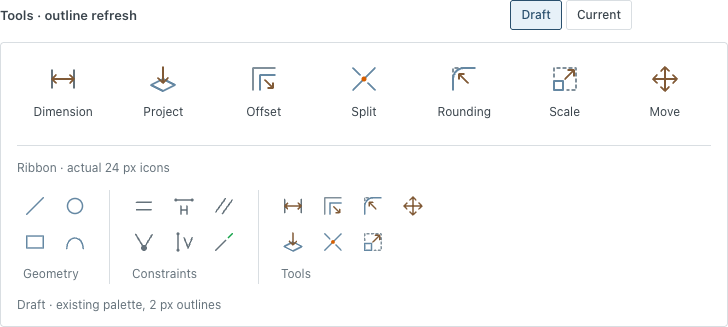 Tools · outline refresh
Draft
Current
Dimension
Project
Offset
Split
Rounding
Scale
Move
Ribbon · actual 24 px icons
H
V
Geometry
Constraints
Tools
Draft · existing palette, 2 px outlines